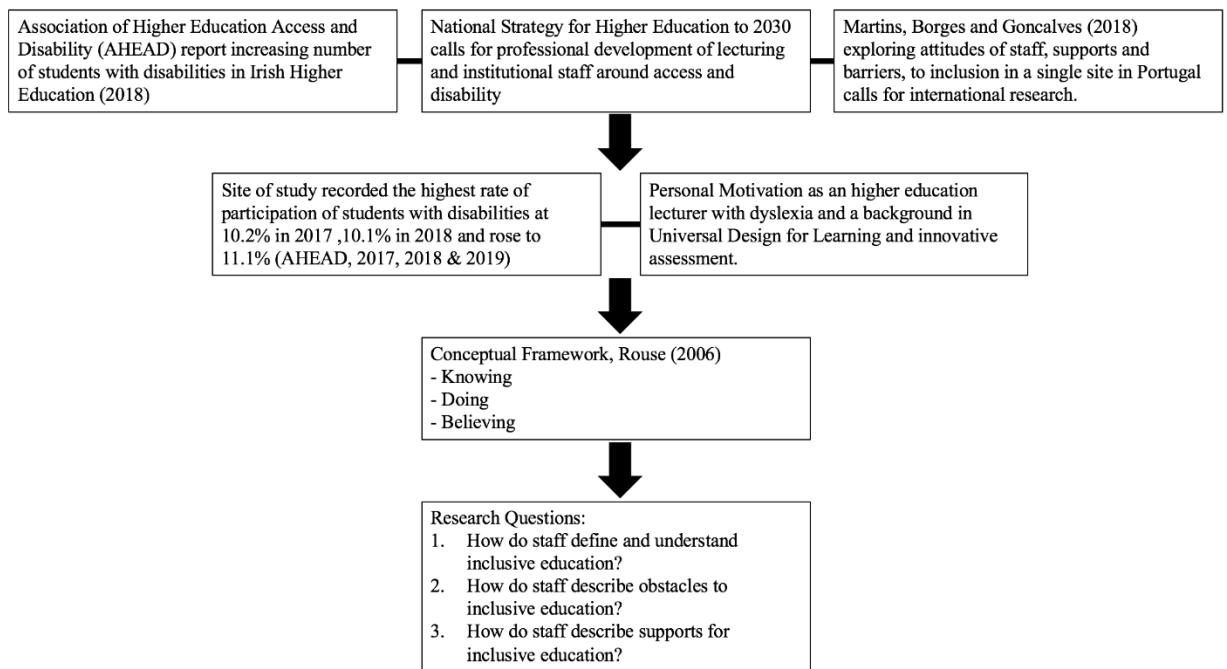 Association of Higher Education Access and
Disability (AHEAD) report increasing number
of students with disabilities in Irish Higher
Education (2018)
National Strategy for Higher Education to 2030
calls for professional development of lecturing
and institutional staff around access and
disability
Martins, Borges and Goncalves (2018)
exploring attitudes of staff, supports and
barriers, to inclusion in a single site in Portugal
calls for international research.
Site of study recorded the highest rate of
participation of students with disabilities at
10.2% in 2017 ,10.1% in 2018 and rose to
11.1% (AHEAD, 2017, 2018 & 2019)
Personal Motivation as an higher education
lecturer with dyslexia and a background in
Universal Design for Learning and innovative
assessment.
Conceptual Framework, Rouse (2006)
- Knowing
- Doing
- Believing
Research Questions:
1. How do staff define and understand
inclusive education?
2. How do staff describe obstacles to
inclusive education?
3. How do staff describe supports for
inclusive education?